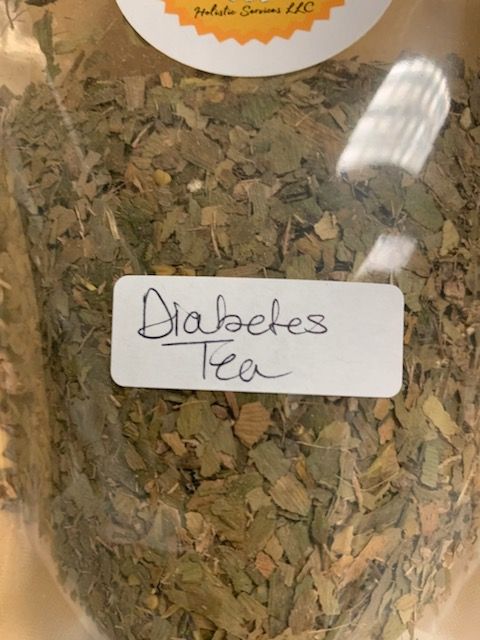 Holistic Services LLC
Diabetes
Tea